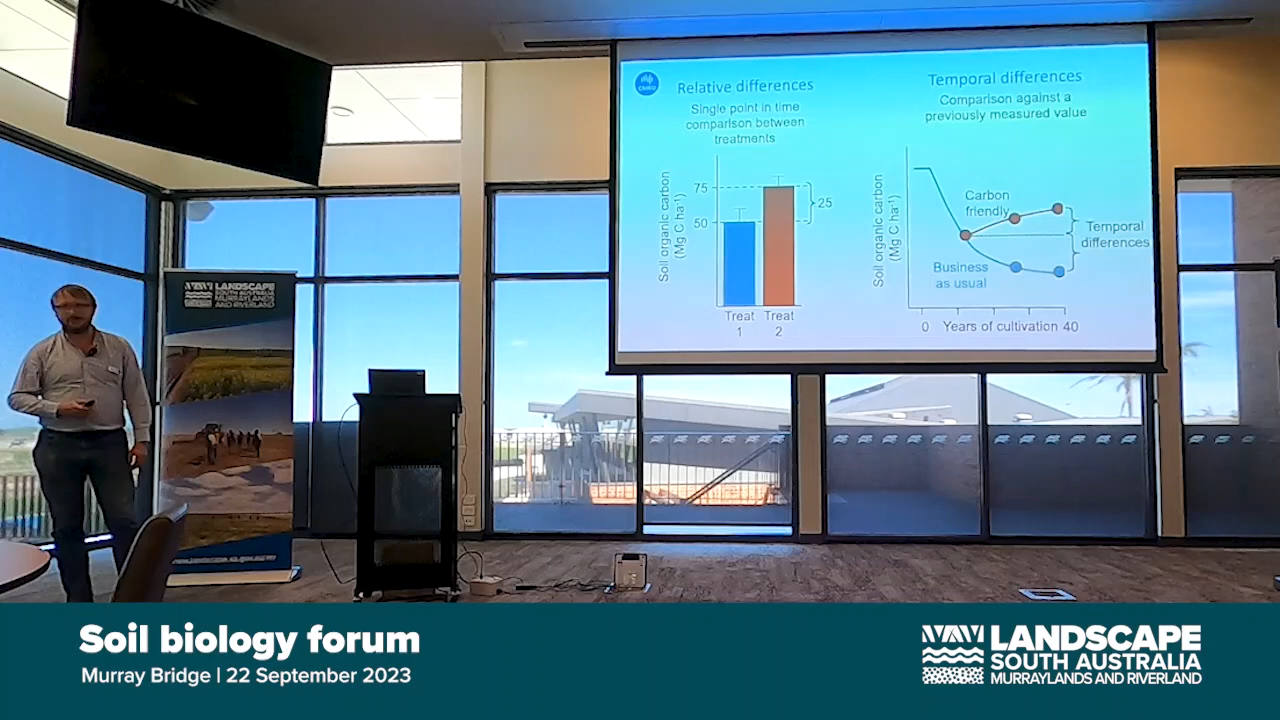 CSIRO
Relative differences
Single point in time
comparison between
treatments
Soil organic carbon
(Mg C ha⁻¹)
75
50
25
Treat
1
Treat
2
Temporal differences
Comparison against a
previously measured value
Soil organic carbon
(Mg C ha⁻¹)
Carbon
friendly
Business
as usual
Temporal
differences
0 Years of cultivation 40
LANDSCAPE
SOUTH AUSTRALIA
MURRAYLANDS
AND RIVERLAND
Soil biology forum
Murray Bridge | 22 September 2023
LANDSCAPE
SOUTH AUSTRALIA
MURRAYLANDS AND RIVERLAND